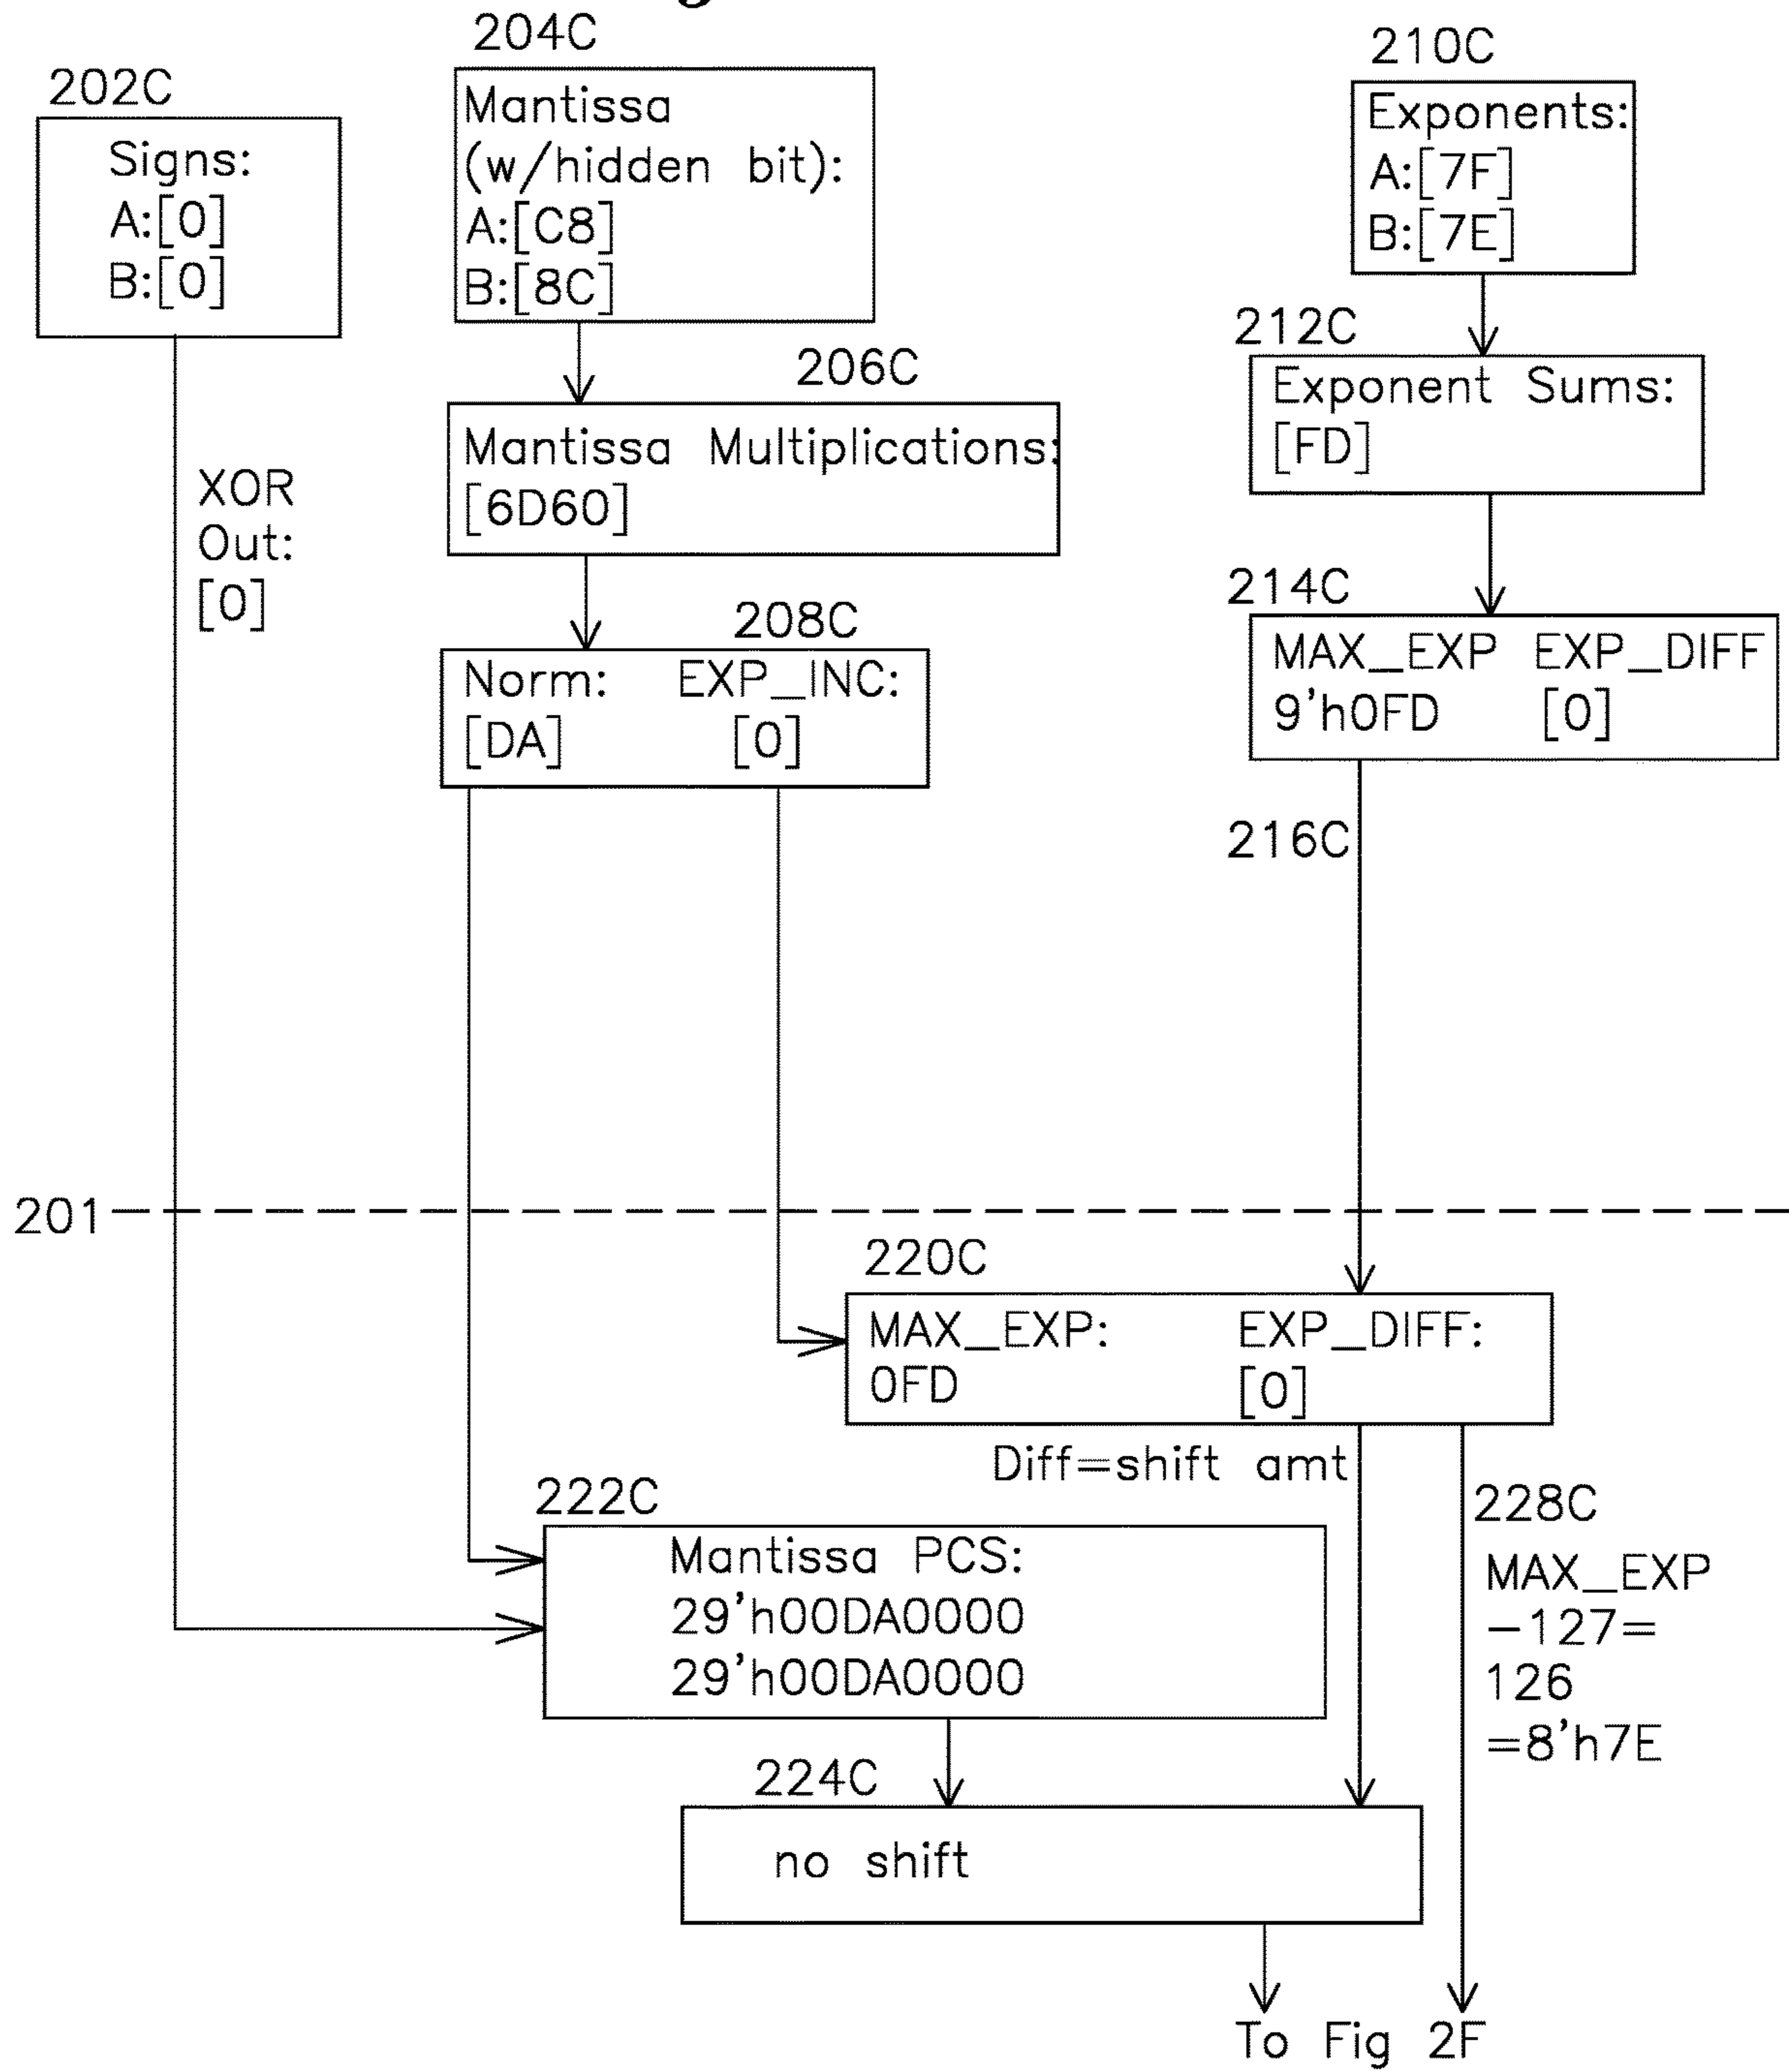 202C
Signs:
A:[0]
B:[0]
XOR
Out:
[0]
204C
Mantissa
(w/hidden bit):
A:[C8]
B:[8C]
206C
Mantissa Multiplications:
[6D60]
208C
Norm: EXP_INC:
[DA] [0]
210C
Exponents:
A:[7F]
B:[7E]
212C
Exponent Sums:
[FD]
214C
MAX_EXP EXP_DIFF
9'h0FD [0]
216C
201
220C
MAX_EXP: EXP_DIFF:
0FD [0]
Diff=shift amt
222C
Mantissa PCS:
29'h00DA0000
29'h00DA0000
228C
MAX_EXP
-127=
126
=8'h7E
224C
no shift
To Fig 2F